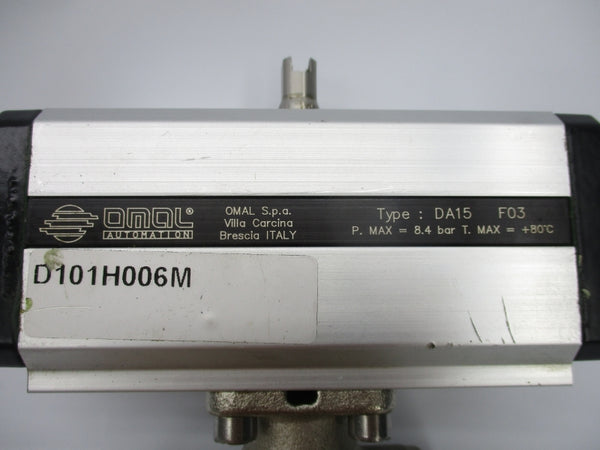 OMAL®
AUTOMATION
OMAL S.p.a.
Villa Carcina
Brescia ITALY
Type : DA15 F03
P. MAX = 8.4 bar T. MAX = +80°C
D101H006M